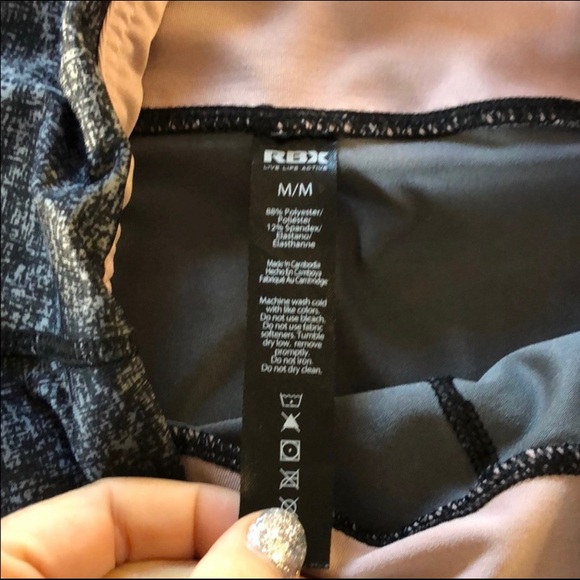 RBX
LIVE LIFE ACTIVE
M/M
88% Polyester/
Poliéster
12% Spandex/
Elastano/
Elasthanne
Made In Cambodia
Hecho En Camboya
Fabriqué Au Cambridge
Machine wash cold
with like colors.
Do not use bleach.
Do not use fabric
softeners. Tumble
dry low, remove
promptly.
Do not iron.
Do not dry clean.